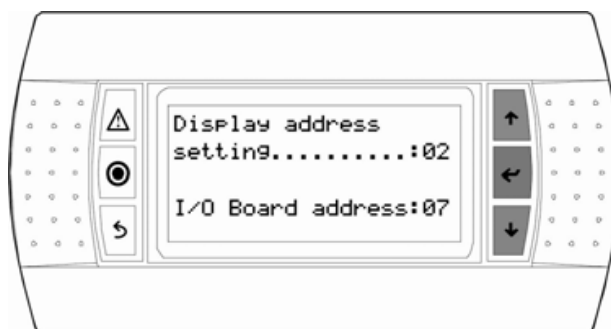 Display address
setting..........:02
I/O Board address:07